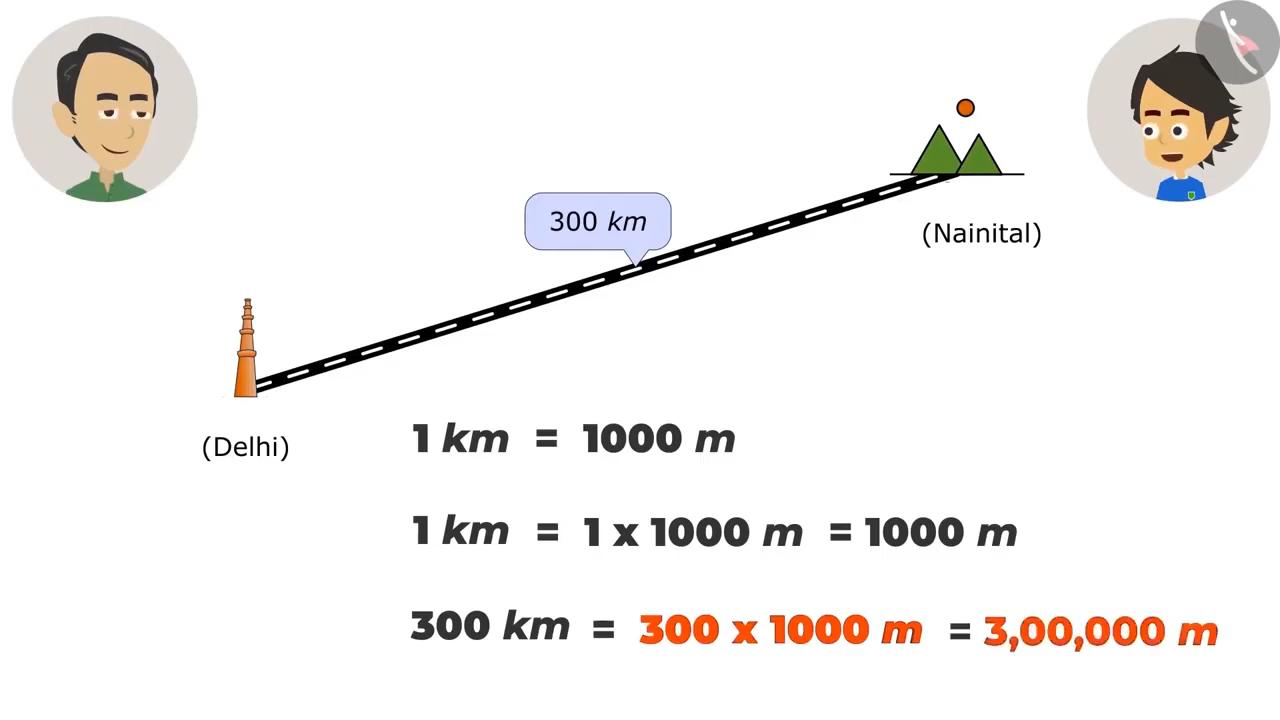 300 km
(Nainital)
(Delhi)
1 km = 1000 m
1 km = 1 x 1000 m = 1000 m
300 km = 300 x 1000 m = 3,00,000 m